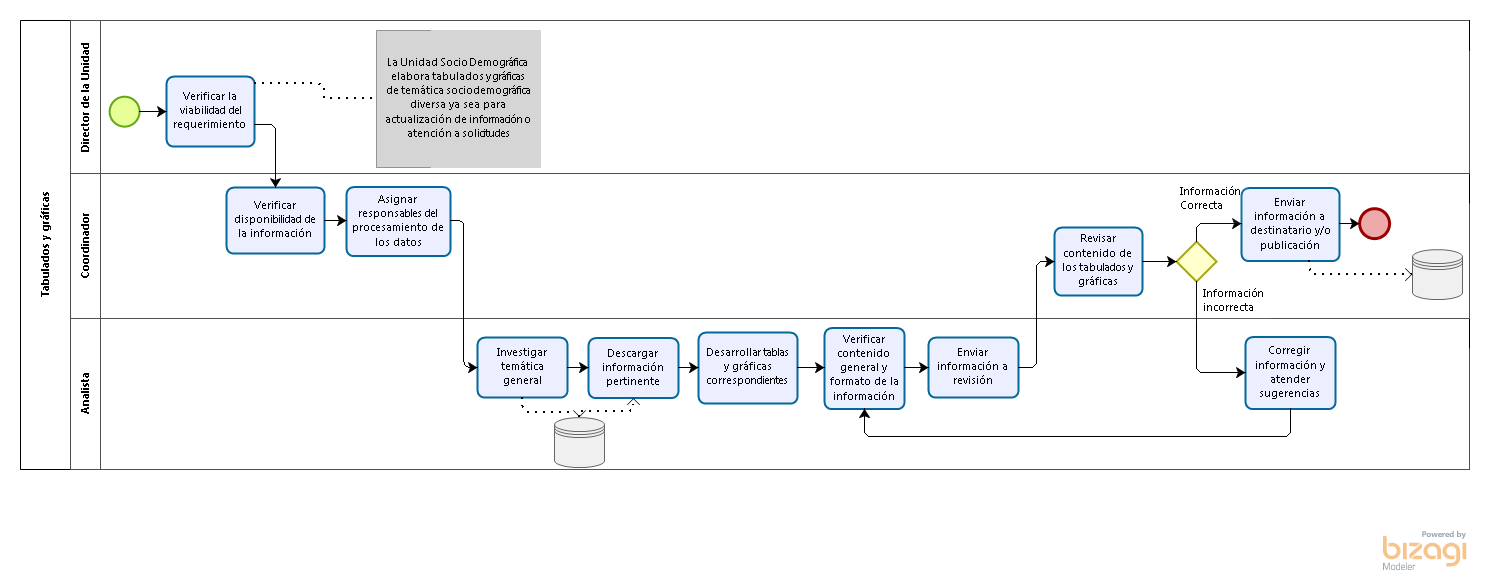 Tabulados y gráficas
Director de la Unidad
Verificar la
viabilidad del
requerimiento
La Unidad Socio Demográfica
elabora tabulados y gráficas
de temática sociodemográfica
diversa ya sea para
actualización de información o
atención a solicitudes
Coordinador
Verificar
disponibilidad de
la información
Asignar
responsables del
procesamiento de
los datos
Revisar
contenido de
los tabulados y
gráficas
Información
Correcta
Enviar
información a
destinatario y/o
publicación
Información
incorrecta
Analista
Investigar
temática
general
Descargar
información
pertinente
Desarrollar tablas
y gráficas
correspondientes
Verificar
contenido
general y
formato de la
información
Enviar
información a
revisión
Corregir
información y
atender
sugerencias
Powered by
bizagi
Modeler